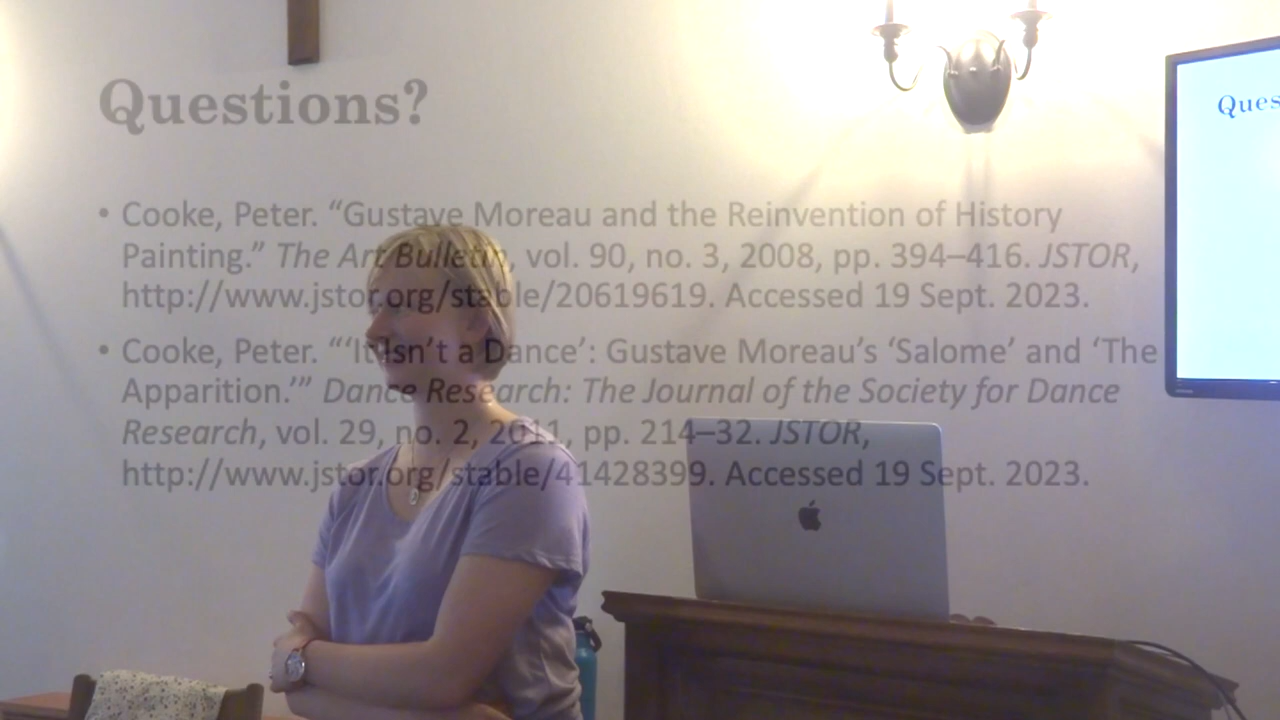 Questions?
Ques
• Cooke, Peter. “Gustave Moreau and the Reinvention of History
Painting.” The Art Bulletin, vol. 90, no. 3, 2008, pp. 394–416. JSTOR,
http://www.jstor.org/stable/20619619. Accessed 19 Sept. 2023.
• Cooke, Peter. “‘It Isn’t a Dance’: Gustave Moreau’s ‘Salome’ and ‘The
Apparition.’” Dance Research: The Journal of the Society for Dance
Research, vol. 29, no. 2, 2011, pp. 214–32. JSTOR,
http://www.jstor.org/stable/41428399. Accessed 19 Sept. 2023.